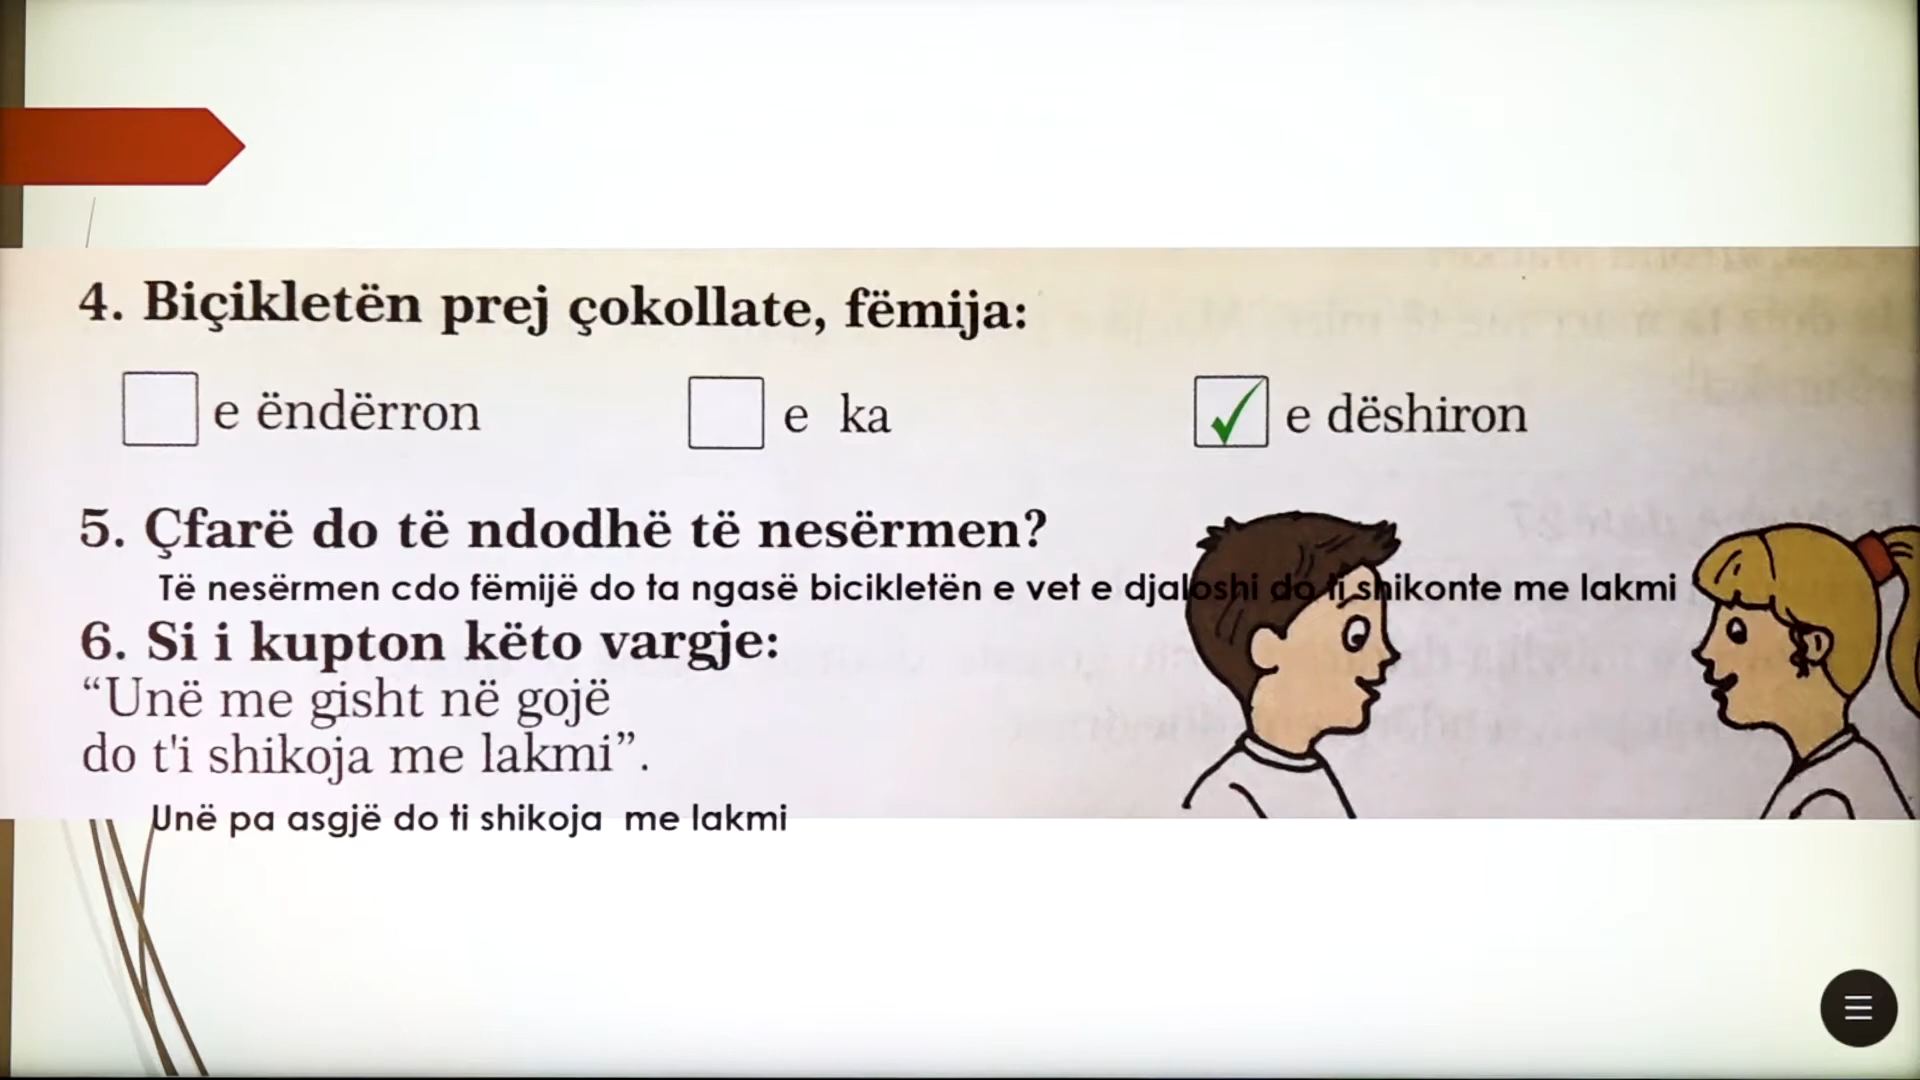 4. Biçikletën prej çokollate, fëmija:
e ëndërron e ka e dëshiron
5. Çfarë do të ndodhë të nesërmen?
Të nesërmen cdo fëmijë do ta ngasë bicikletën e vet e djaloshi do ti shikonte me lakmi
6. Si i kupton këto vargje:
“Unë me gisht në gojë
do t'i shikoja me lakmi”.
Unë pa asgjë do ti shikoja me lakmi